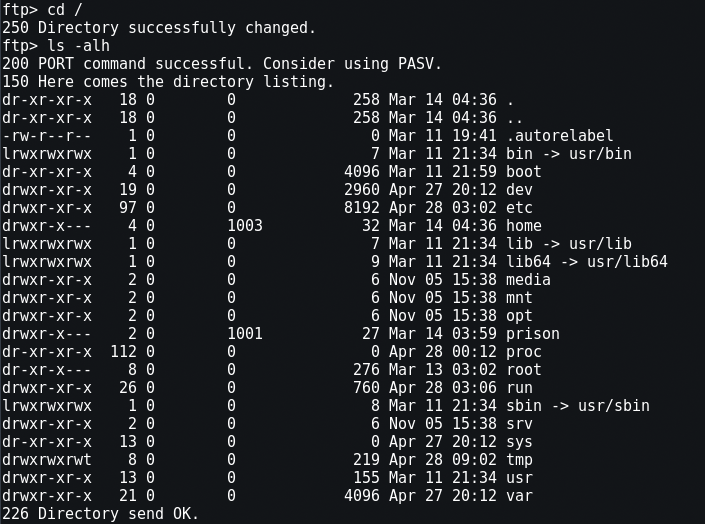 ftp> cd /
250 Directory successfully changed.
ftp> ls -alh
200 PORT command successful. Consider using PASV.
150 Here comes the directory listing.
dr-xr-xr-x   18 0        0             258 Mar 14 04:36 .
dr-xr-xr-x   18 0        0             258 Mar 14 04:36 ..
-rw-r--r--    1 0        0               0 Mar 11 19:41 .autorelabel
lrwxrwxrwx    1 0        0               7 Mar 11 21:34 bin -> usr/bin
dr-xr-xr-x    4 0        0            4096 Mar 11 21:59 boot
drwxr-xr-x   19 0        0            2960 Apr 27 20:12 dev
drwxr-xr-x   97 0        0            8192 Apr 28 03:02 etc
drwxr-x---    4 0        1003           32 Mar 14 04:36 home
lrwxrwxrwx    1 0        0               7 Mar 11 21:34 lib -> usr/lib
lrwxrwxrwx    1 0        0               9 Mar 11 21:34 lib64 -> usr/lib64
drwxr-xr-x    2 0        0               6 Nov 05 15:38 media
drwxr-xr-x    2 0        0               6 Nov 05 15:38 mnt
drwxr-xr-x    2 0        0               6 Nov 05 15:38 opt
drwxr-x---    2 0        1001           27 Mar 14 03:59 prison
dr-xr-xr-x  112 0        0               0 Apr 28 00:12 proc
dr-xr-x---    8 0        0             276 Mar 13 03:02 root
drwxr-xr-x   26 0        0             760 Apr 28 03:06 run
lrwxrwxrwx    1 0        0               8 Mar 11 21:34 sbin -> usr/sbin
drwxr-xr-x    2 0        0               6 Nov 05 15:38 srv
dr-xr-xr-x   13 0        0               0 Apr 27 20:12 sys
drwxrwxrwt    8 0        0             219 Apr 28 09:02 tmp
drwxr-xr-x   13 0        0             155 Mar 11 21:34 usr
drwxr-xr-x   21 0        0            4096 Apr 27 20:12 var
226 Directory send OK.